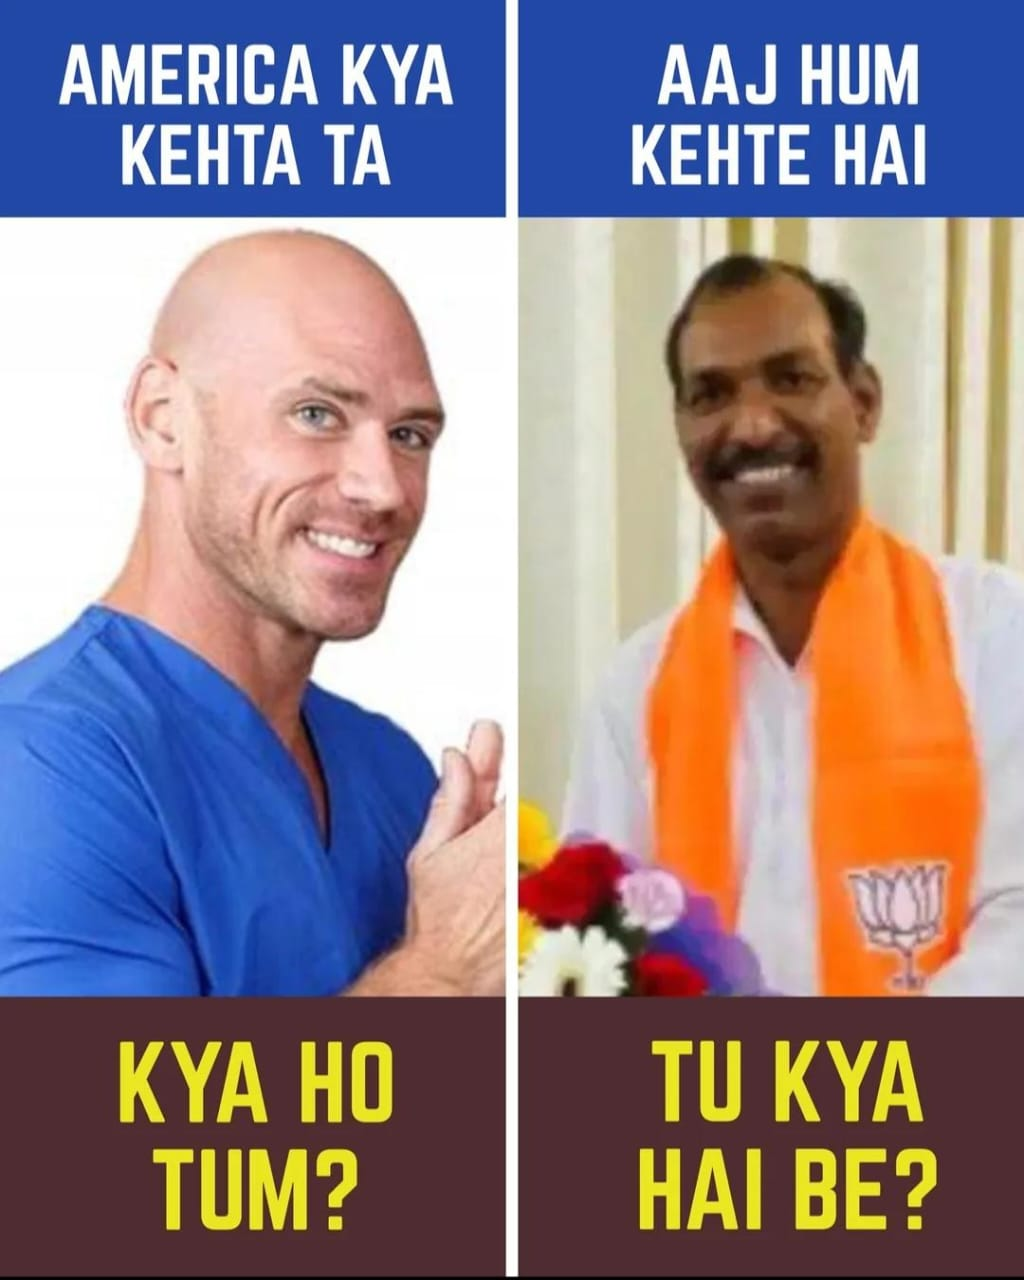 AMERICA KYA
KEHTA TA
AAJ HUM
KEHTE HAI
KYA HO
TUM?
TU KYA
HAI BE?